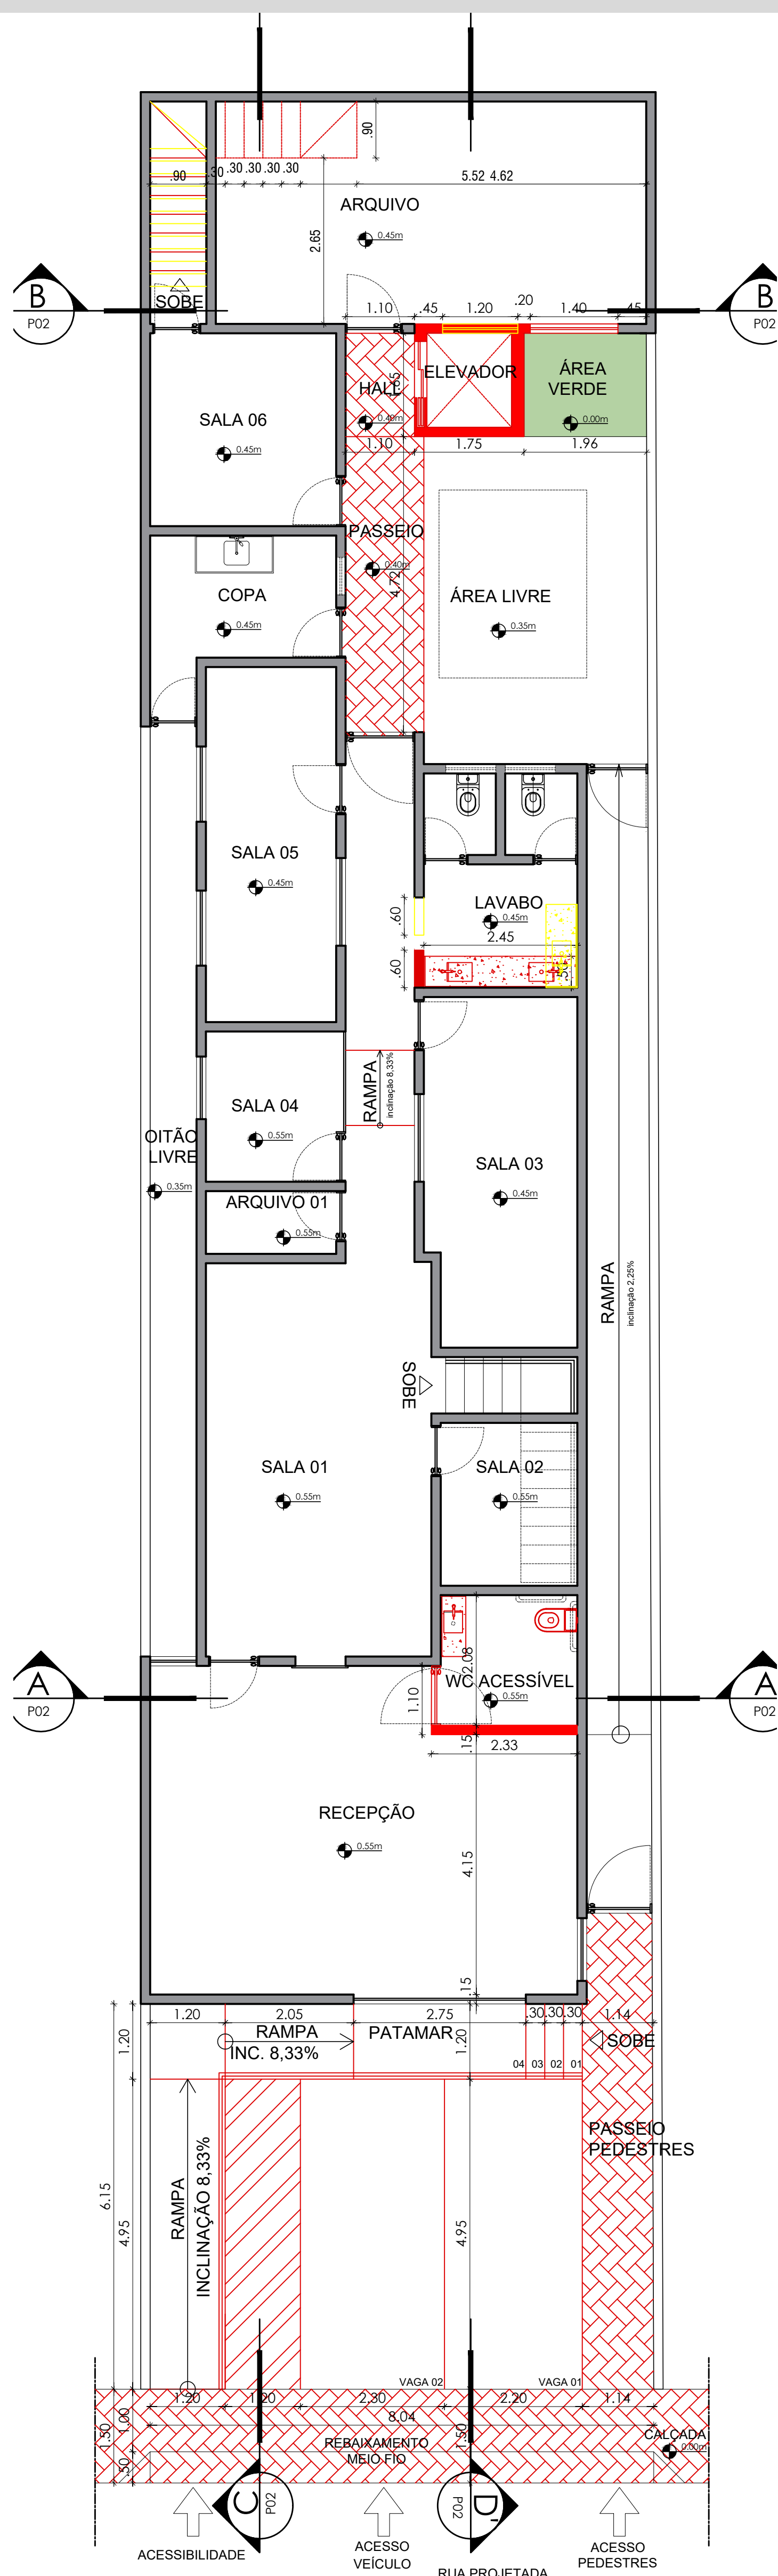 .90
.30
.30
.30
.30
.30
.90
5.52
4.62
ARQUIVO
2.65
0.45m
B
P02
SOBE
1.10
.45
1.20
.20
1.40
.45
B
P02
ELEVADOR
ÁREA
VERDE
HALL
SALA 06
0.40m
0.00m
0.45m
1.10
1.75
1.96
PASSEIO
0.40m
4.72
COPA
0.45m
ÁREA LIVRE
0.35m
SALA 05
0.45m
LAVABO
0.45m
.60
2.45
.60
RAMPA
inclinação 8,33%
SALA 04
0.55m
OITÃO
LIVRE
0.35m
SALA 03
0.45m
ARQUIVO 01
0.55m
RAMPA
inclinação 2,25%
SOBE
SALA 01
0.55m
SALA 02
0.55m
A
P02
2.08
WC ACESSÍVEL
0.55m
1.10
A
P02
.15
2.33
RECEPÇÃO
0.55m
4.15
.15
1.20
2.05
2.75
.30
.30
.30
1.14
1.20
RAMPA
INC. 8,33%
PATAMAR
1.20
SOBE
04
03
02
01
PASSEIO
PEDESTRES
RAMPA
INCLINAÇÃO 8,33%
6.15
4.95
4.95
VAGA 02
VAGA 01
1.20
1.20
2.30
2.20
1.14
8.04
1.50
1.00
.50
1.50
REBAIXAMENTO
MEIO FIO
CALÇADA
0.00m
C
P02
D'
P02
ACESSIBILIDADE
ACESSO
VEÍCULO
ACESSO
PEDESTRES
RUA PROJETADA